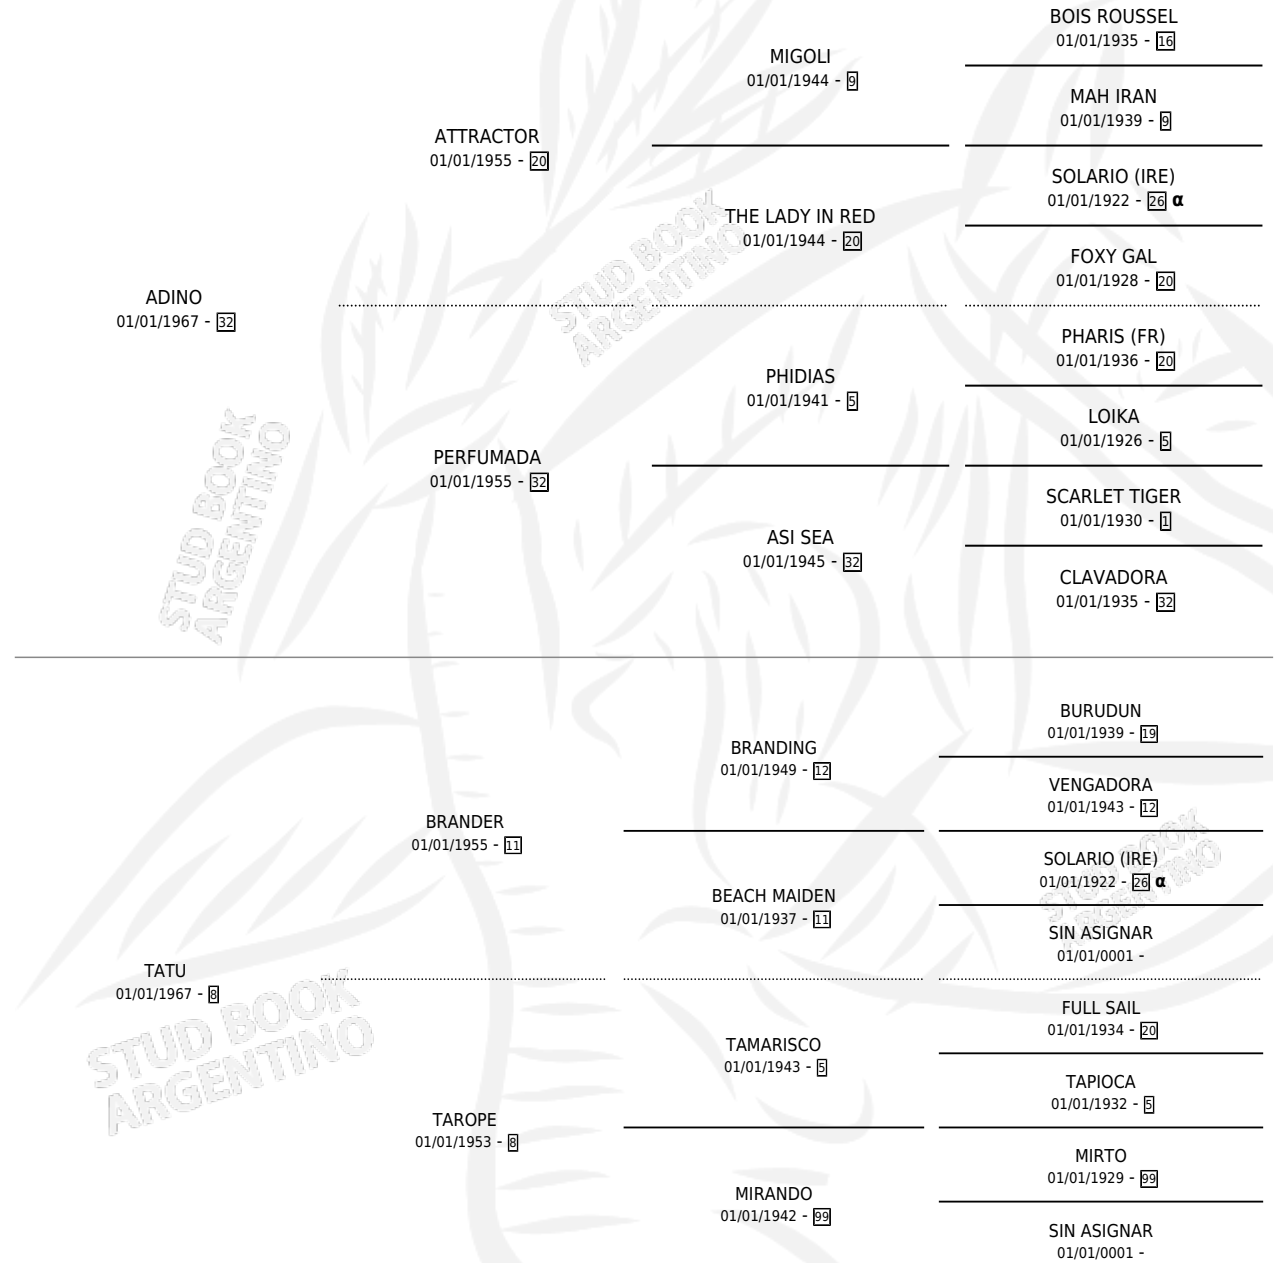 BOIS ROUSSEL
01/01/1935 - 16
MIGOLI
01/01/1944 - 9
MAH IRAN
01/01/1939 - 9
ATTRACTOR
01/01/1955 - 20
SOLARIO (IRE)
01/01/1922 - 26 α
THE LADY IN RED
01/01/1944 - 20
FOXY GAL
01/01/1928 - 20
ADINO
01/01/1967 - 32
PHARIS (FR)
01/01/1936 - 20
PHIDIAS
01/01/1941 - 5
LOIKA
01/01/1926 - 5
PERFUMADA
01/01/1955 - 32
SCARLET TIGER
01/01/1930 - 1
ASI SEA
01/01/1945 - 32
CLAVADORA
01/01/1935 - 32
STUD BOOK
ARGENTINO
STUD BOOK
ARGENTINO
BURUDUN
01/01/1939 - 19
BRANDING
01/01/1949 - 12
VENGADORA
01/01/1943 - 12
BRANDER
01/01/1955 - 11
SOLARIO (IRE)
01/01/1922 - 26 α
BEACH MAIDEN
01/01/1937 - 11
SIN ASIGNAR
01/01/0001 -
TATU
01/01/1967 - 8
FULL SAIL
01/01/1934 - 20
TAMARISCO
01/01/1943 - 5
TAPIOCA
01/01/1932 - 5
TAROPE
01/01/1953 - 8
MIRTO
01/01/1929 - 99
MIRANDO
01/01/1942 - 99
SIN ASIGNAR
01/01/0001 -
STUD BOOK
ARGENTINO
STUD BOOK
ARGENTINO